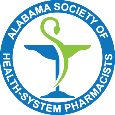 ALABAMA SOCIETY OF
HEALTH-SYSTEM PHARMACISTS